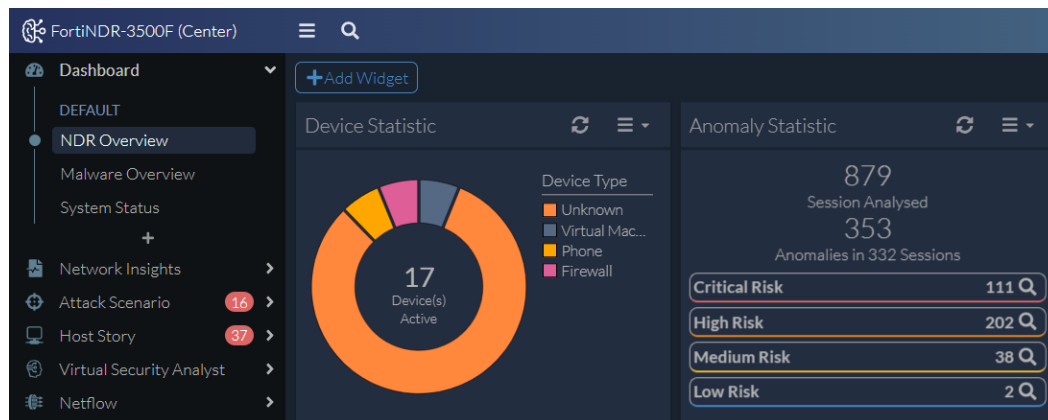 FortiNDR-3500F (Center)
Dashboard
DEFAULT
NDR Overview
Malware Overview
System Status
+
Network Insights
Attack Scenario 16
Host Story 37
Virtual Security Analyst
Netflow
+Add Widget
Device Statistic
17
Device(s)
Active
Device Type
Unknown
Virtual Mac...
Phone
Firewall
Anomaly Statistic
879
Session Analysed
353
Anomalies in 332 Sessions
Critical Risk 111
High Risk 202
Medium Risk 38
Low Risk 2